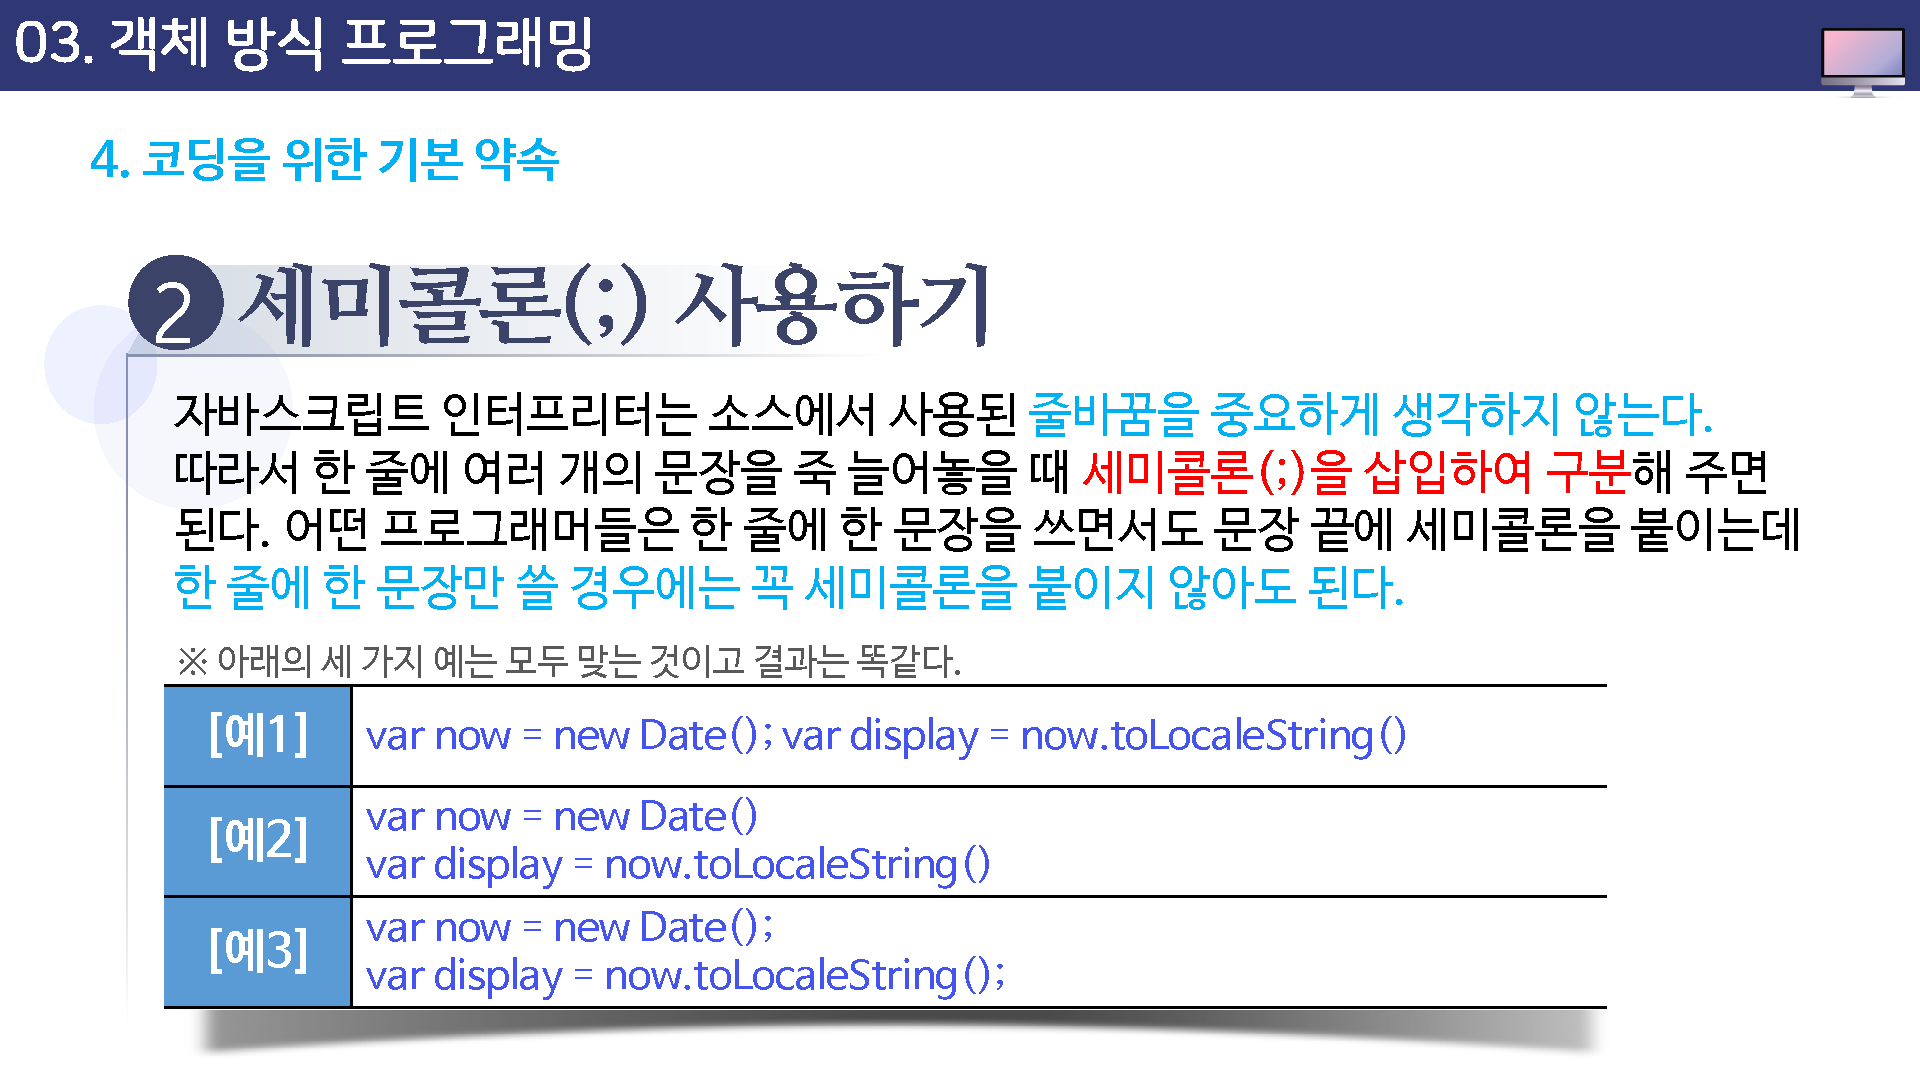 03. 객체 방식 프로그래밍
4. 코딩을 위한 기본 약속
2 세미콜론(;) 사용하기
자바스크립트 인터프리터는 소스에서 사용된 줄바꿈을 중요하게 생각하지 않는다.
따라서 한 줄에 여러 개의 문장을 죽 늘어놓을 때 세미콜론(;)을 삽입하여 구분해 주면
된다. 어떤 프로그래머들은 한 줄에 한 문장을 쓰면서도 문장 끝에 세미콜론을 붙이는데
한 줄에 한 문장만 쓸 경우에는 꼭 세미콜론을 붙이지 않아도 된다.
※ 아래의 세 가지 예는 모두 맞는 것이고 결과는 똑같다.
[예1] var now = new Date(); var display = now.toLocaleString()
[예2] var now = new Date()
var display = now.toLocaleString()
[예3] var now = new Date();
var display = now.toLocaleString();